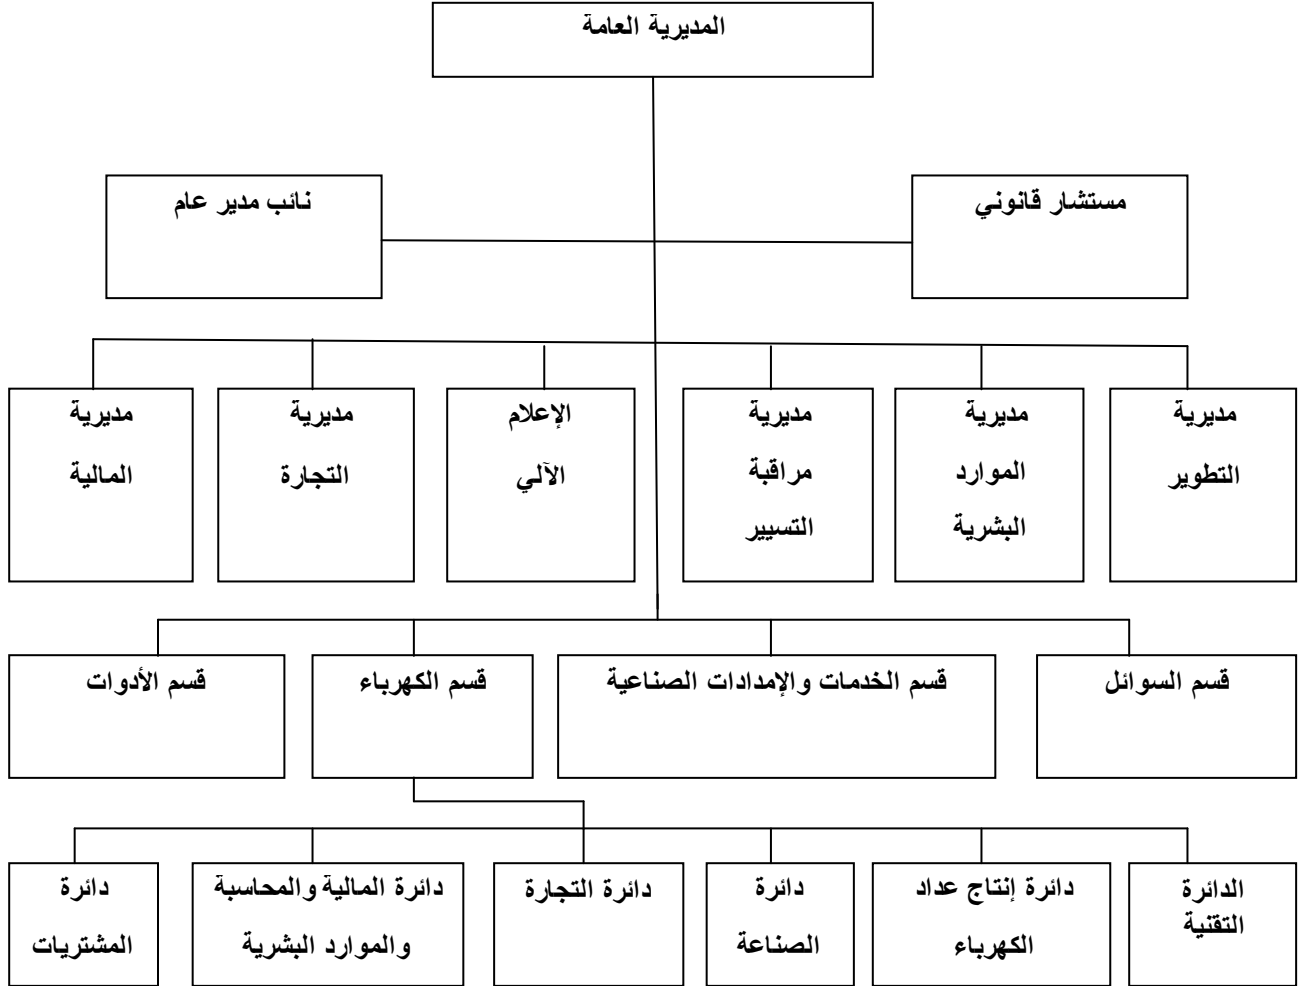 المديرية العامة
مستشار قانوني
نائب مدير عام
مديرية
التطوير
مديرية
الموارد
البشرية
مديرية
مراقبة
التسيير
الإعلام
الآلي
مديرية
التجارة
مديرية
المالية
قسم السوائل
قسم الخدمات والإمدادات الصناعية
قسم الكهرباء
قسم الأدوات
الدائرة
التقنية
دائرة إنتاج عداد
الكهرباء
دائرة
الصناعة
دائرة التجارة
دائرة المالية والمحاسبة
والموارد البشرية
دائرة
المشتريات